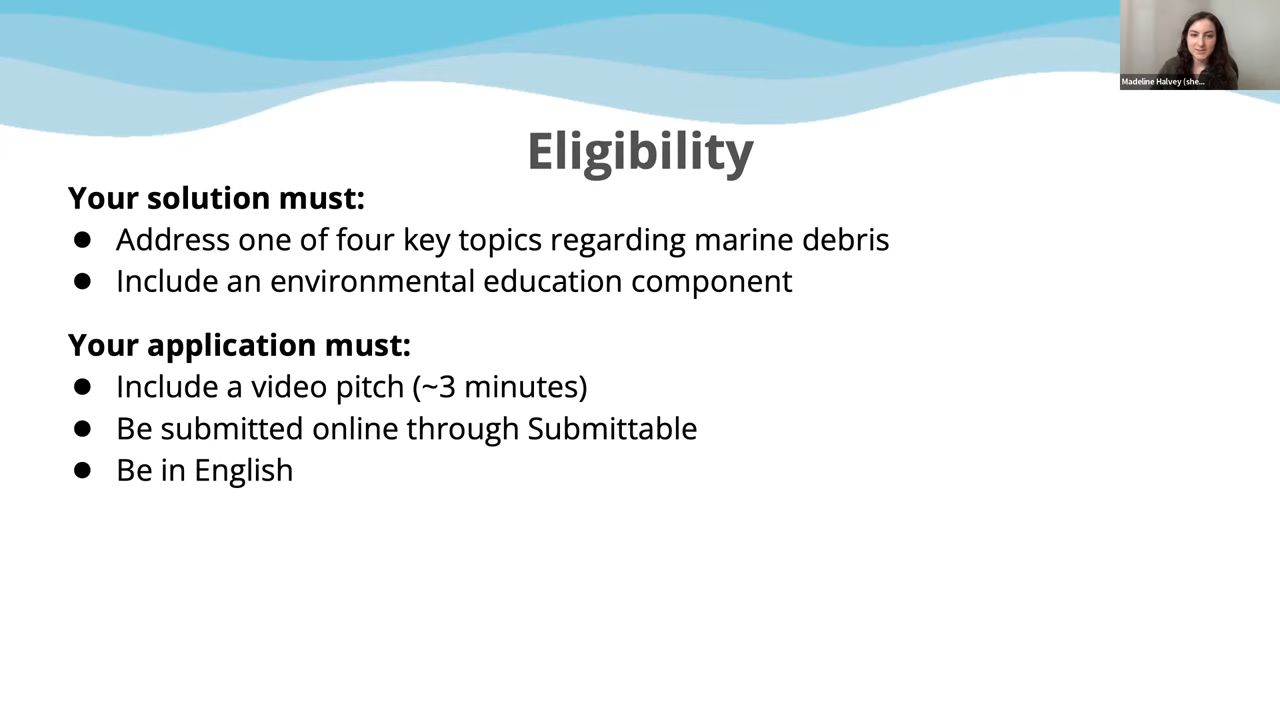 Madeline Halvey (she...
Eligibility
Your solution must:
● Address one of four key topics regarding marine debris
● Include an environmental education component
Your application must:
● Include a video pitch (~3 minutes)
● Be submitted online through Submittable
● Be in English